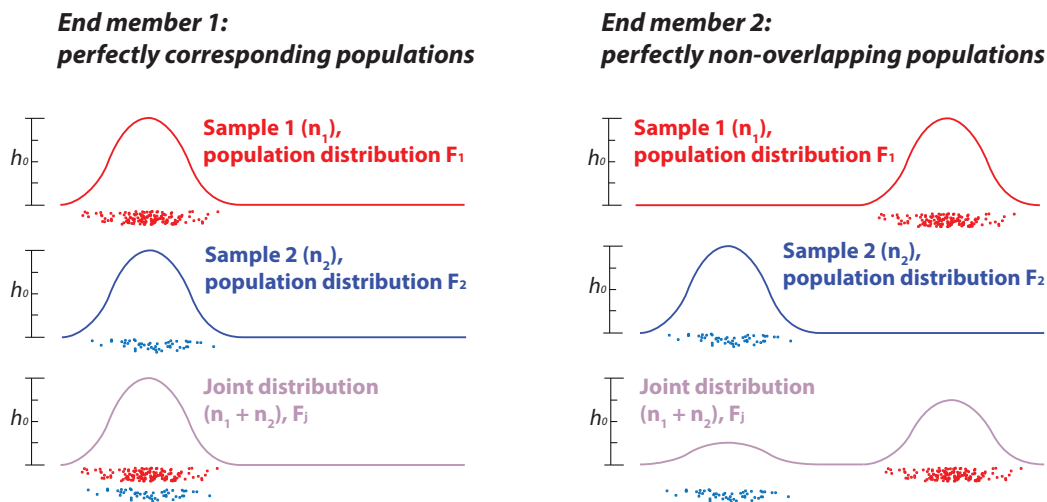 End member 1:
perfectly corresponding populations
Sample 1 (n₁),
population distribution F₁
h₀
Sample 2 (n₂),
population distribution F₂
h₀
Joint distribution
(n₁ + n₂), Fⱼ
h₀
End member 2:
perfectly non-overlapping populations
Sample 1 (n₁),
population distribution F₁
h₀
Sample 2 (n₂),
population distribution F₂
h₀
Joint distribution
(n₁ + n₂), Fⱼ
h₀